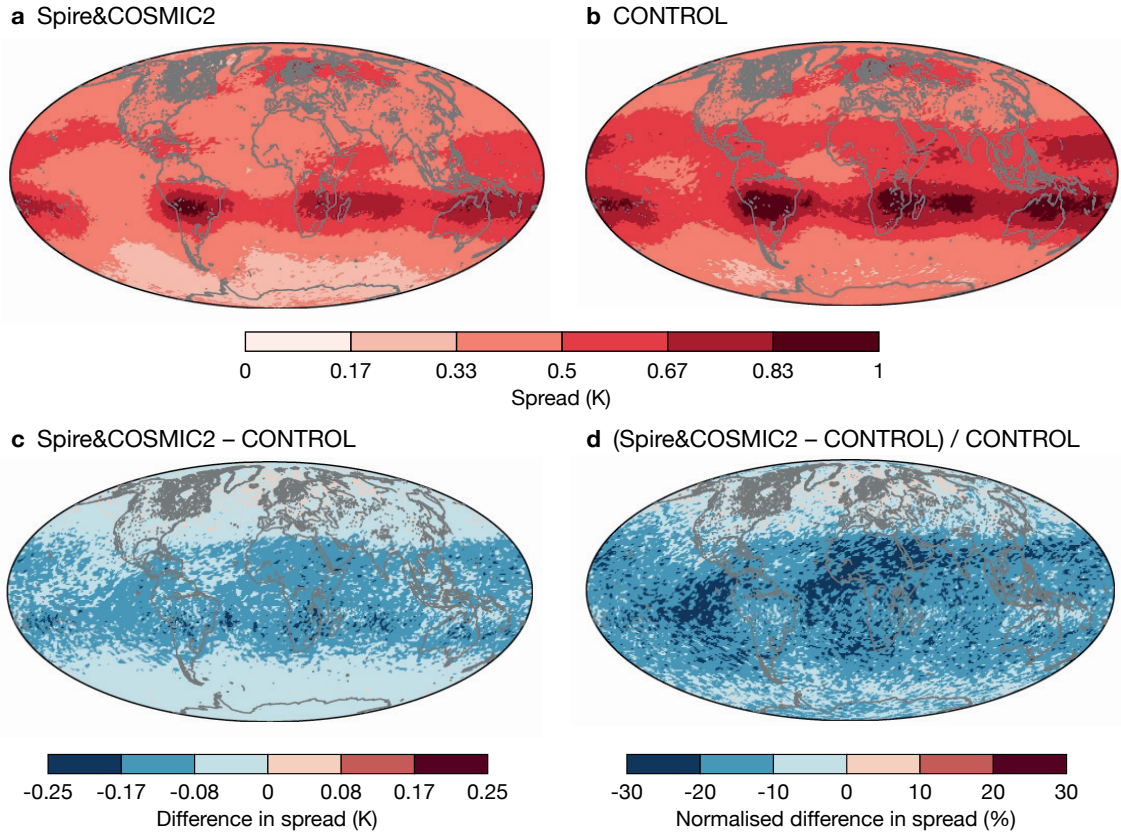 a Spire&COSMIC2
b CONTROL
0 0.17 0.33 0.5 0.67 0.83 1
Spread (K)
c Spire&COSMIC2 – CONTROL
d (Spire&COSMIC2 – CONTROL) / CONTROL
-0.25 -0.17 -0.08 0 0.08 0.17 0.25
Difference in spread (K)
-30 -20 -10 0 10 20 30
Normalised difference in spread (%)